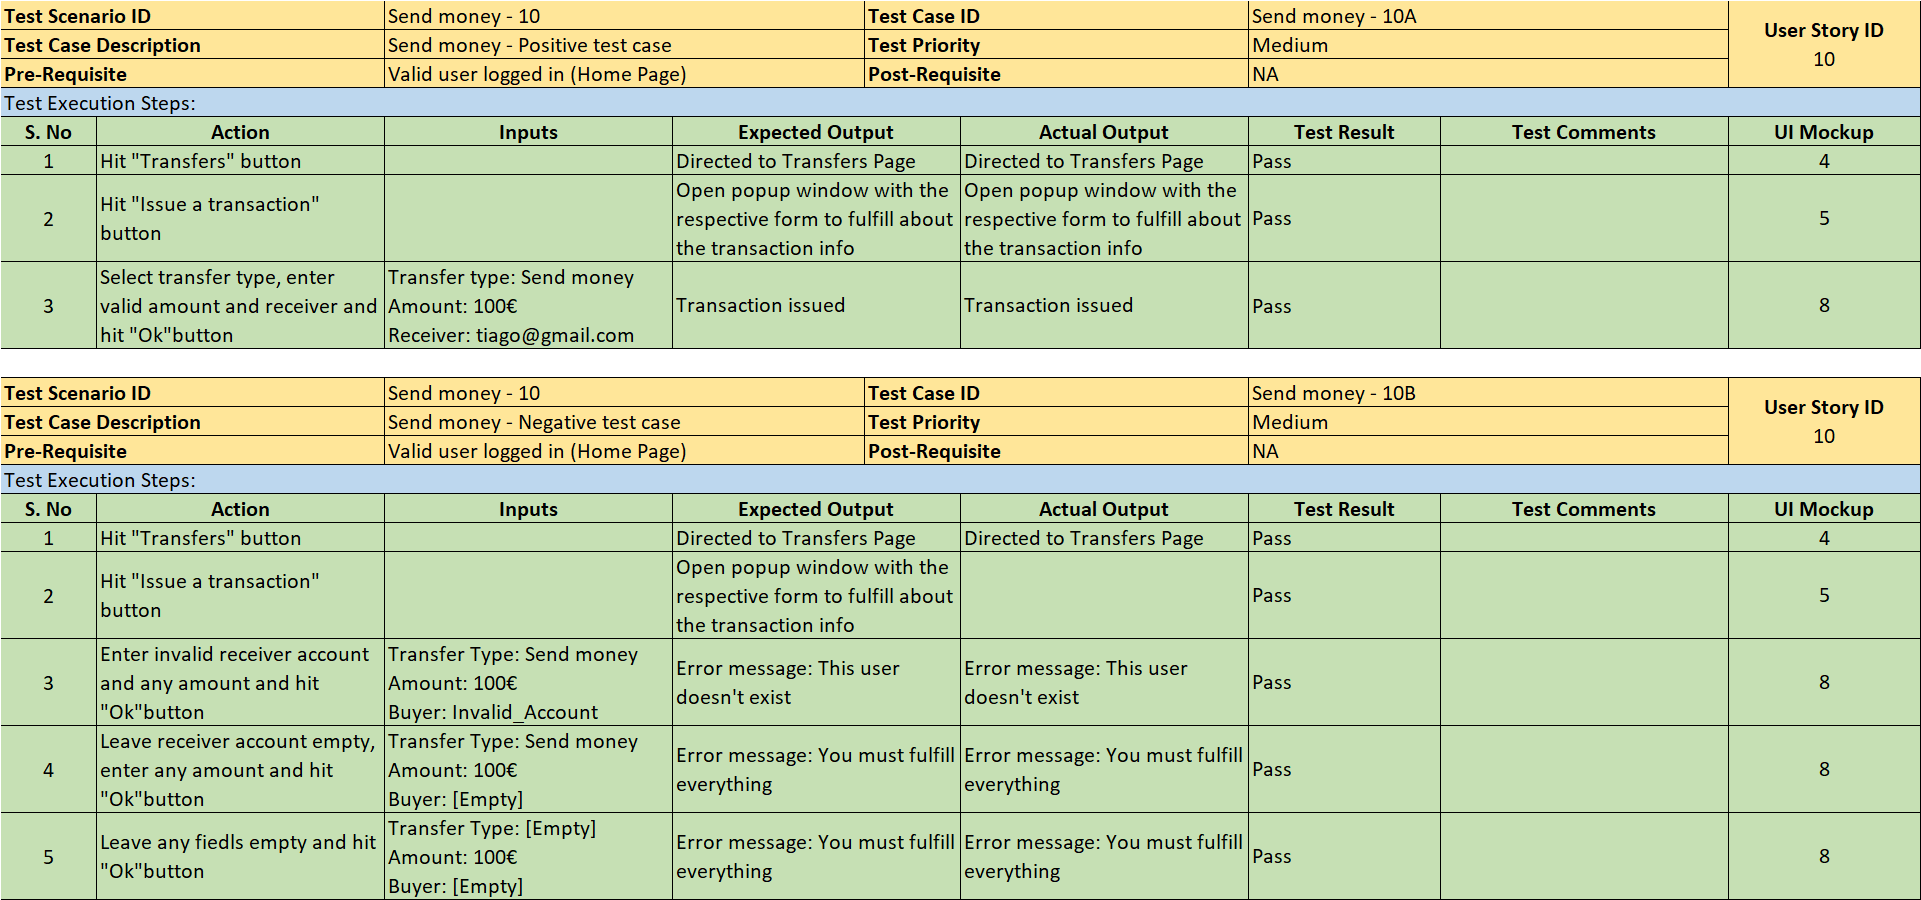 Test Scenario ID Send money - 10 Test Case ID Send money - 10A User Story ID
10
Test Case Description Send money - Positive test case Test Priority Medium
Pre-Requisite Valid user logged in (Home Page) Post-Requisite NA
Test Execution Steps:
S. No Action Inputs Expected Output Actual Output Test Result Test Comments UI Mockup
1 Hit "Transfers" button Directed to Transfers Page Directed to Transfers Page Pass 4
2
Hit "Issue a transaction"
button
Open popup window with the
respective form to fulfill about
the transaction info
Open popup window with the
respective form to fulfill about
the transaction info
Pass
5
3
Select transfer type, enter
valid amount and receiver and
hit "Ok"button
Transfer type: Send money
Amount: 100€
Receiver: tiago@gmail.com
Transaction issued
Transaction issued
Pass
8
Test Scenario ID Send money - 10 Test Case ID Send money - 10B User Story ID
10
Test Case Description Send money - Negative test case Test Priority Medium
Pre-Requisite Valid user logged in (Home Page) Post-Requisite NA
Test Execution Steps:
S. No Action Inputs Expected Output Actual Output Test Result Test Comments UI Mockup
1 Hit "Transfers" button Directed to Transfers Page Directed to Transfers Page Pass 4
2
Hit "Issue a transaction"
button
Open popup window with the
respective form to fulfill about
the transaction info
Pass
5
3
Enter invalid receiver account
and any amount and hit
"Ok"button
Transfer Type: Send money
Amount: 100€
Buyer: Invalid_Account
Error message: This user
doesn't exist
Error message: This user
doesn't exist
Pass
8
4
Leave receiver account empty,
enter any amount and hit
"Ok"button
Transfer Type: Send money
Amount: 100€
Buyer: [Empty]
Error message: You must fulfill
everything
Error message: You must fulfill
everything
Pass
8
5
Leave any fiedls empty and hit
"Ok"button
Transfer Type: [Empty]
Amount: 100€
Buyer: [Empty]
Error message: You must fulfill
everything
Error message: You must fulfill
everything
Pass
8